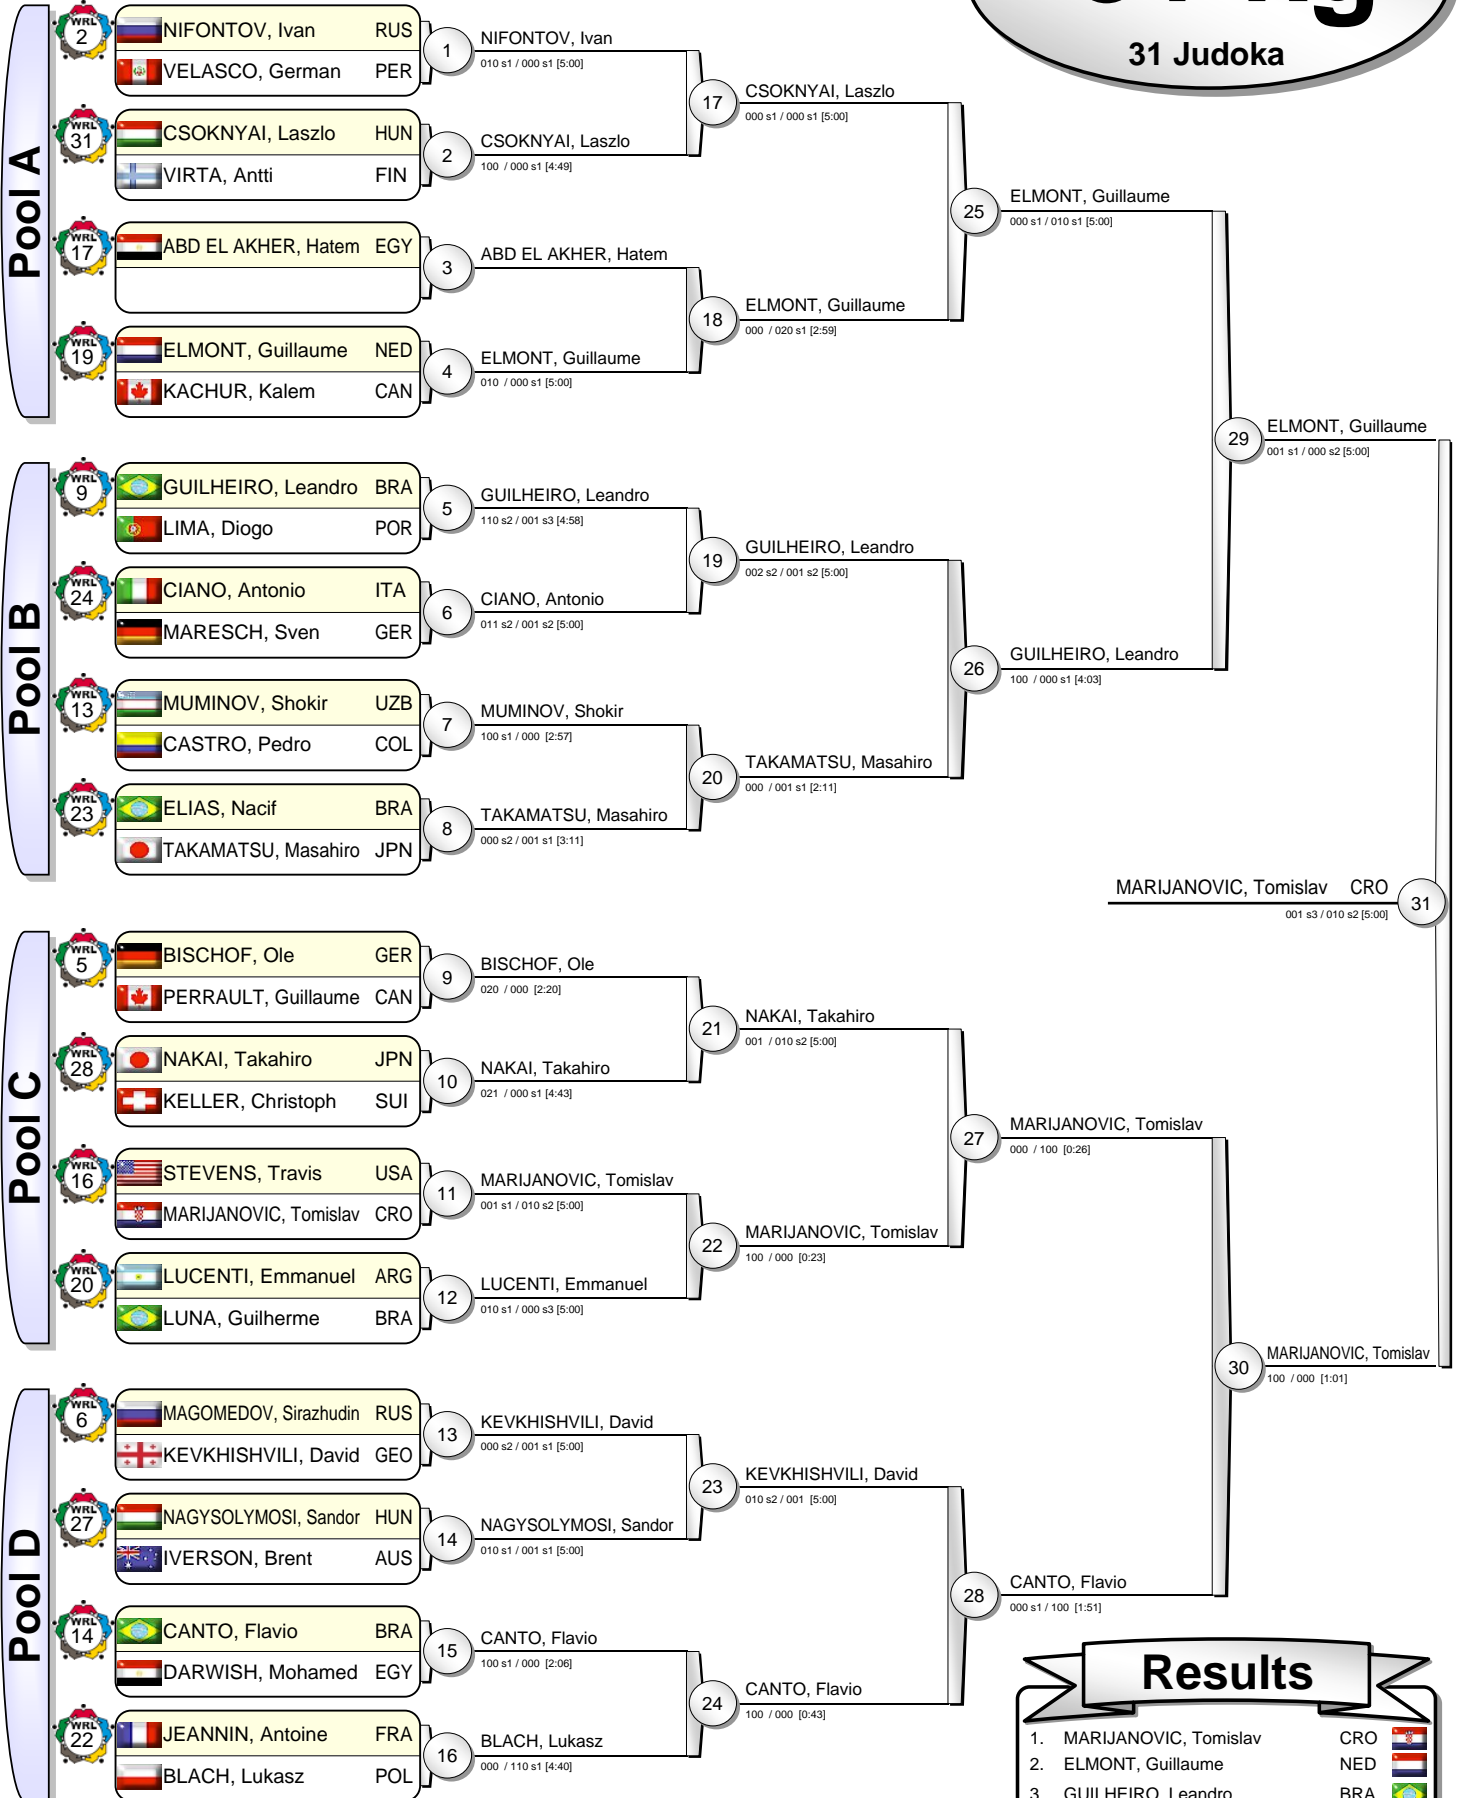 31 Judoka
Pool A
WRL
2
NIFONTOV, Ivan RUS
VELASCO, German PER
1
NIFONTOV, Ivan
010 s1 / 000 s1 [5:00]
WRL
31
CSOKNYAI, Laszlo HUN
VIRTA, Antti FIN
2
CSOKNYAI, Laszlo
100 / 000 s1 [4:49]
17
CSOKNYAI, Laszlo
000 s1 / 000 s1 [5:00]
WRL
17
ABD EL AKHER, Hatem EGY
3
ABD EL AKHER, Hatem
WRL
19
ELMONT, Guillaume NED
KACHUR, Kalem CAN
4
ELMONT, Guillaume
010 / 000 s1 [5:00]
18
ELMONT, Guillaume
000 / 020 s1 [2:59]
25
ELMONT, Guillaume
000 s1 / 010 s1 [5:00]
Pool B
WRL
9
GUILHEIRO, Leandro BRA
LIMA, Diogo POR
5
GUILHEIRO, Leandro
110 s2 / 001 s3 [4:58]
WRL
24
CIANO, Antonio ITA
MARESCH, Sven GER
6
CIANO, Antonio
011 s2 / 001 s2 [5:00]
19
GUILHEIRO, Leandro
002 s2 / 001 s2 [5:00]
WRL
13
MUMINOV, Shokir UZB
CASTRO, Pedro COL
7
MUMINOV, Shokir
100 s1 / 000 [2:57]
WRL
23
ELIAS, Nacif BRA
TAKAMATSU, Masahiro JPN
8
TAKAMATSU, Masahiro
000 s2 / 001 s1 [3:11]
20
TAKAMATSU, Masahiro
000 / 001 s1 [2:11]
26
GUILHEIRO, Leandro
100 / 000 s1 [4:03]
29
ELMONT, Guillaume
001 s1 / 000 s2 [5:00]
MARIJANOVIC, Tomislav CRO
001 s3 / 010 s2 [5:00]
31
Pool C
WRL
5
BISCHOF, Ole GER
PERRAULT, Guillaume CAN
9
BISCHOF, Ole
020 / 000 [2:20]
WRL
28
NAKAI, Takahiro JPN
KELLER, Christoph SUI
10
NAKAI, Takahiro
021 / 000 s1 [4:43]
21
NAKAI, Takahiro
001 / 010 s2 [5:00]
WRL
16
STEVENS, Travis USA
MARIJANOVIC, Tomislav CRO
11
MARIJANOVIC, Tomislav
001 s1 / 010 s2 [5:00]
WRL
20
LUCENTI, Emmanuel ARG
LUNA, Guilherme BRA
12
LUCENTI, Emmanuel
010 s1 / 000 s3 [5:00]
22
MARIJANOVIC, Tomislav
100 / 000 [0:23]
27
MARIJANOVIC, Tomislav
000 / 100 [0:26]
Pool D
WRL
6
MAGOMEDOV, Sirazhudin RUS
KEVKHISHVILI, David GEO
13
KEVKHISHVILI, David
000 s2 / 001 s1 [5:00]
WRL
27
NAGYSOLYMOSI, Sandor HUN
IVERSON, Brent AUS
14
NAGYSOLYMOSI, Sandor
010 s1 / 001 s1 [5:00]
23
KEVKHISHVILI, David
010 s2 / 001 [5:00]
WRL
14
CANTO, Flavio BRA
DARWISH, Mohamed EGY
15
CANTO, Flavio
100 s1 / 000 [2:06]
WRL
22
JEANNIN, Antoine FRA
BLACH, Lukasz POL
16
BLACH, Lukasz
000 / 110 s1 [4:40]
24
CANTO, Flavio
100 / 000 [0:43]
28
CANTO, Flavio
000 s1 / 100 [1:51]
30
MARIJANOVIC, Tomislav
100 / 000 [1:01]
Results
1. MARIJANOVIC, Tomislav CRO
2. ELMONT, Guillaume NED
3. GUILHEIRO, Leandro BRA